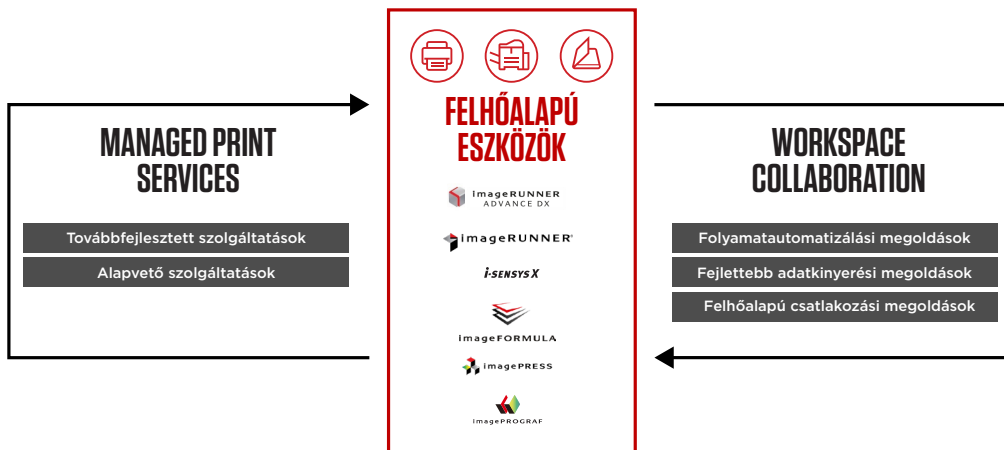 MANAGED PRINT
SERVICES
Továbbfejlesztett szolgáltatások
Alapvető szolgáltatások
FELHŐALAPÚ
ESZKÖZÖK
imageRUNNER
ADVANCE DX
imageRUNNER®
i-SENSYS X
imageFORMULA
imagePRESS
imagePROGRAF
WORKSPACE
COLLABORATION
Folyamatautomatizálási megoldások
Fejlettebb adatkinyerési megoldások
Felhőalapú csatlakozási megoldások